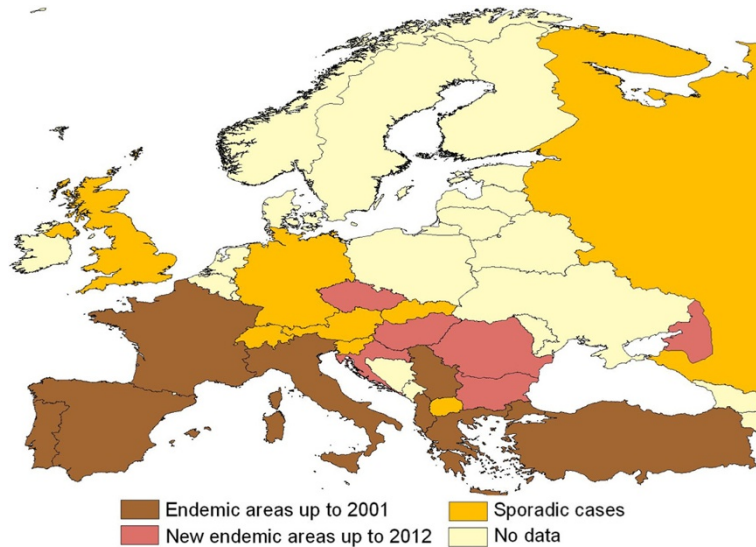 Endemic areas up to 2001
Sporadic cases
New endemic areas up to 2012
No data